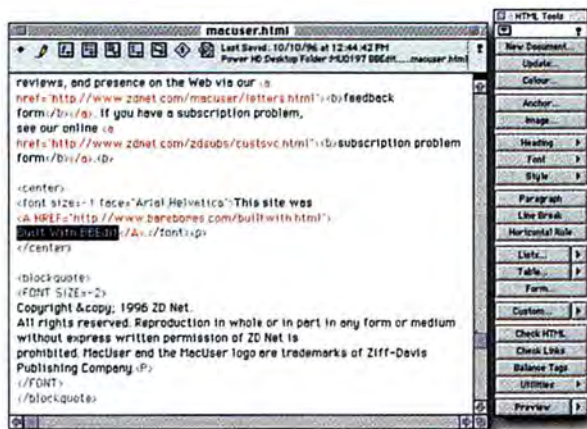 macuser.html
Last Saved: 10/10/96 at 12:44:42 PM
Power HD:Desktop Folder:MUD197 BBEdit.....macuser.html
reviews, and presence on the Web via our <a
href="http://www.zdnet.com/macuser/letters.html"><b>feedback
form</b></a>. If you have a subscription problem,
see our online <a
href="http://www.zdnet.com/zdsubs/custsvc.html"><b>subscription problem
form</b></a>.<p>
<center>
<font size=-1 face="Arial,Helvetica">This site was
<A HREF="http://www.barebones.com/builtwith.html">
Built With BBEdit</A>.</font><p>
</center>
<blockquote>
<FONT SIZE=-2>
Copyright &copy; 1996 ZD Net.
All rights reserved. Reproduction in whole or in part in any form or medium
without express written permission of ZD Net is
prohibited. MacUser and the MacUser logo are trademarks of Ziff-Davis
Publishing Company.<P>
</FONT>
</blockquote>
HTML Tools
New Document...
Update...
Colour...
Anchor...
Image...
Heading
Font
Style
Paragraph
Line Break
Horizontal Rule
Lists...
Table...
Form...
Custom...
Check HTML
Check Links
Balance Tags
Utilities
Preview